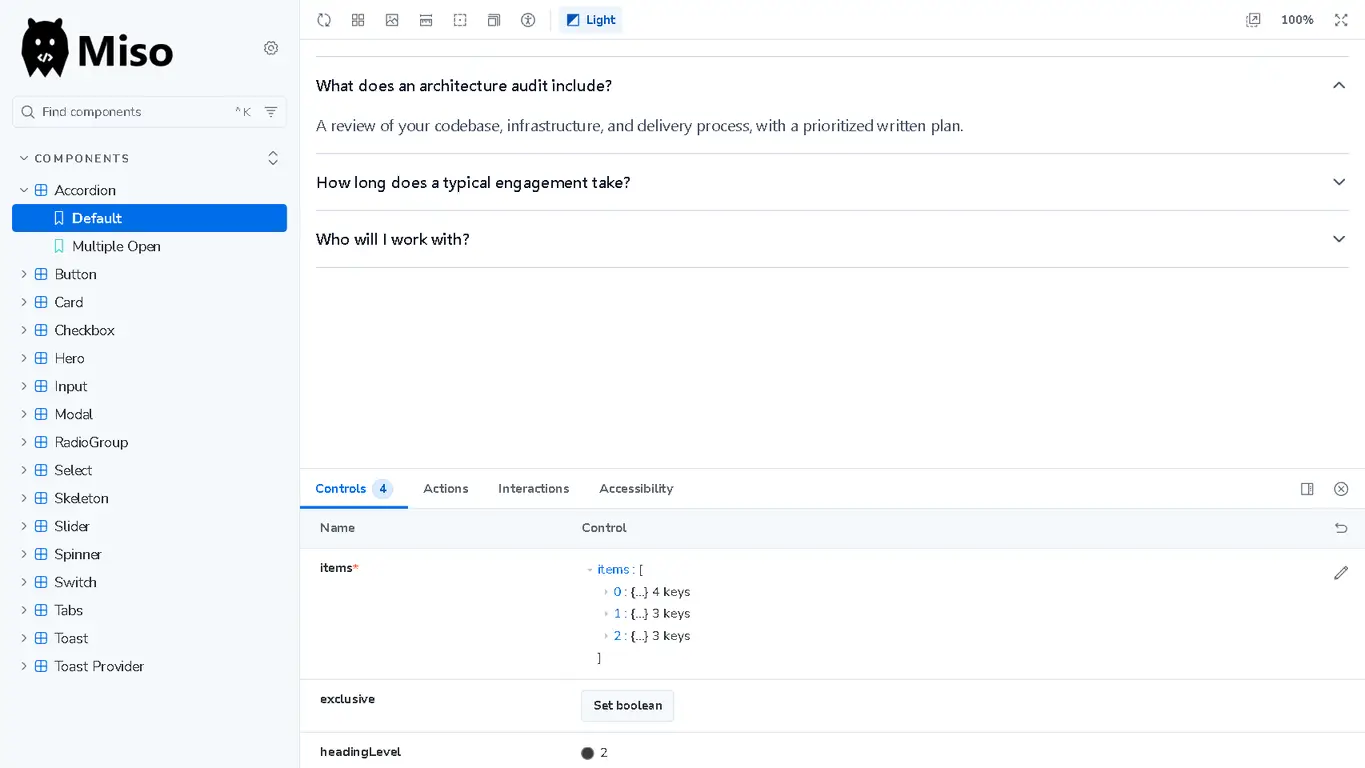 Miso
Find components
^ K
COMPONENTS
Accordion
Default
Multiple Open
Button
Card
Checkbox
Hero
Input
Modal
RadioGroup
Select
Skeleton
Slider
Spinner
Switch
Tabs
Toast
Toast Provider
Light
100%
What does an architecture audit include?
A review of your codebase, infrastructure, and delivery process, with a prioritized written plan.
How long does a typical engagement take?
Who will I work with?
Controls 4 Actions Interactions Accessibility
Name Control
items*
items : [
0 : {...} 4 keys
1 : {...} 3 keys
2 : {...} 3 keys
]
exclusive Set boolean
headingLevel 2